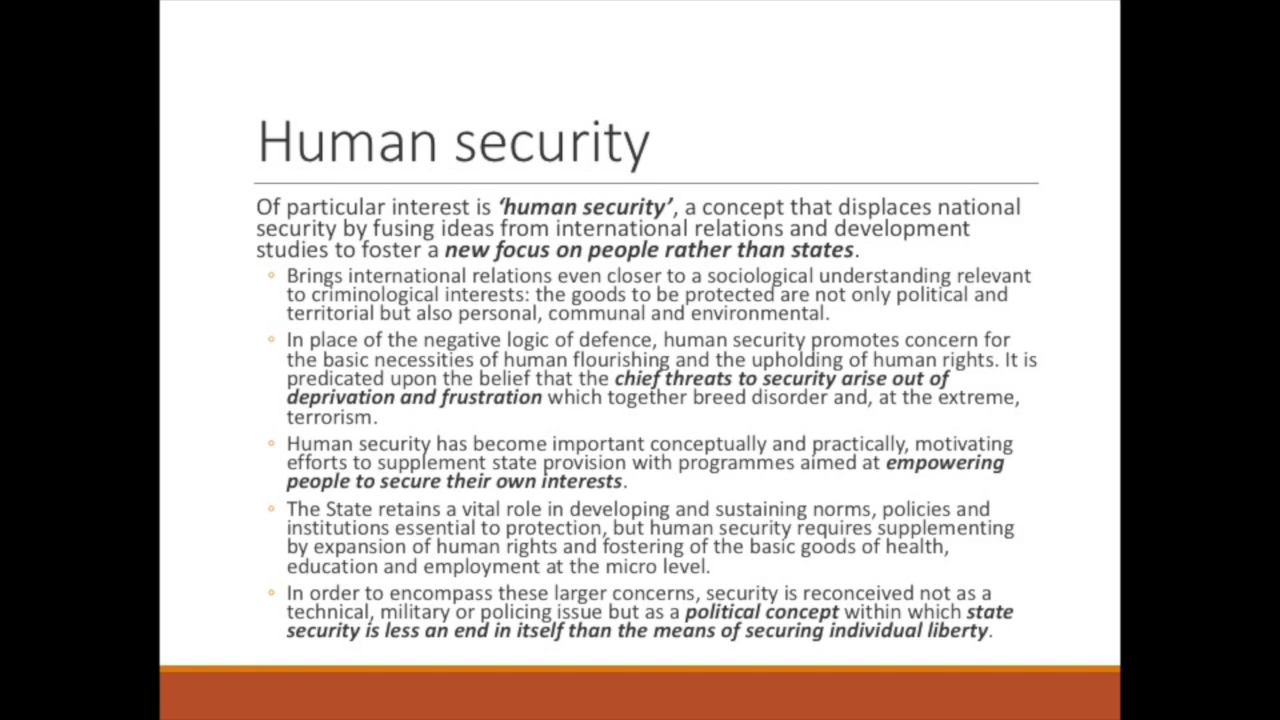 Human security
Of particular interest is ‘human security’, a concept that displaces national
security by fusing ideas from international relations and development
studies to foster a new focus on people rather than states.
◦ Brings international relations even closer to a sociological understanding relevant
to criminological interests: the goods to be protected are not only political and
territorial but also personal, communal and environmental.
◦ In place of the negative logic of defence, human security promotes concern for
the basic necessities of human flourishing and the upholding of human rights. It is
predicated upon the belief that the chief threats to security arise out of
deprivation and frustration which together breed disorder and, at the extreme,
terrorism.
◦ Human security has become important conceptually and practically, motivating
efforts to supplement state provision with programmes aimed at empowering
people to secure their own interests.
◦ The State retains a vital role in developing and sustaining norms, policies and
institutions essential to protection, but human security requires supplementing
by expansion of human rights and fostering of the basic goods of health,
education and employment at the micro level.
◦ In order to encompass these larger concerns, security is reconceived not as a
technical, military or policing issue but as a political concept within which state
security is less an end in itself than the means of securing individual liberty.